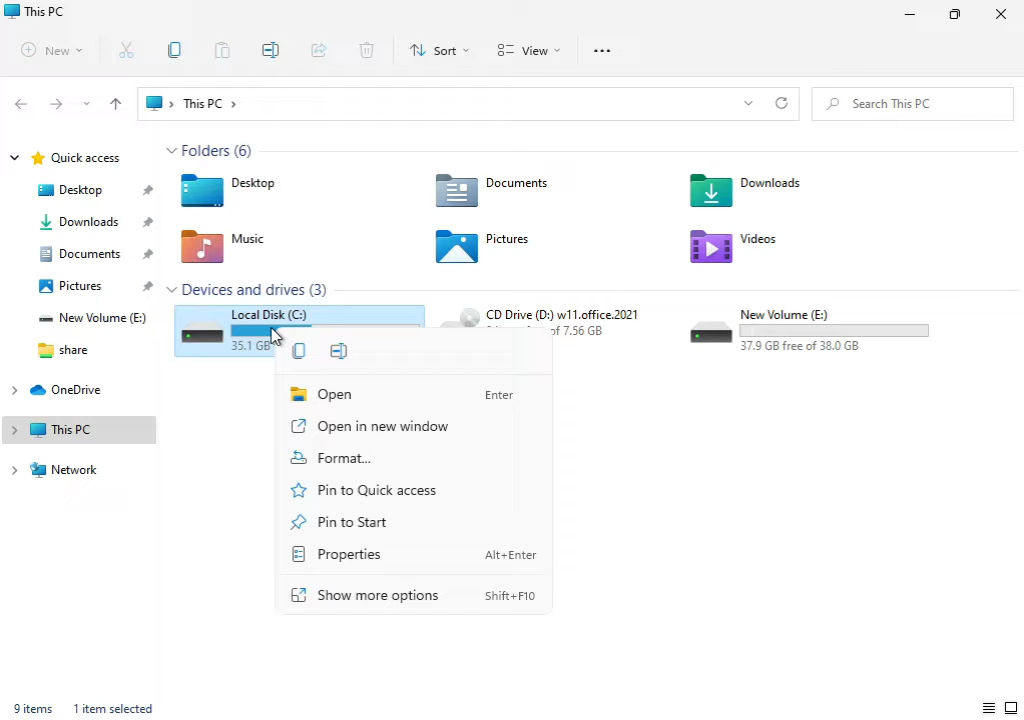 This PC
New
Sort
View
This PC
Search This PC
Quick access
Desktop
Downloads
Documents
Pictures
New Volume (E:)
share
OneDrive
This PC
Network
Folders (6)
Desktop
Documents
Downloads
Music
Pictures
Videos
Devices and drives (3)
Local Disk (C:)
35.1 GB
CD Drive (D:) w11.office.2021
of 7.56 GB
New Volume (E:)
37.9 GB free of 38.0 GB
Open Enter
Open in new window
Format...
Pin to Quick access
Pin to Start
Properties Alt+Enter
Show more options Shift+F10
9 items 1 item selected